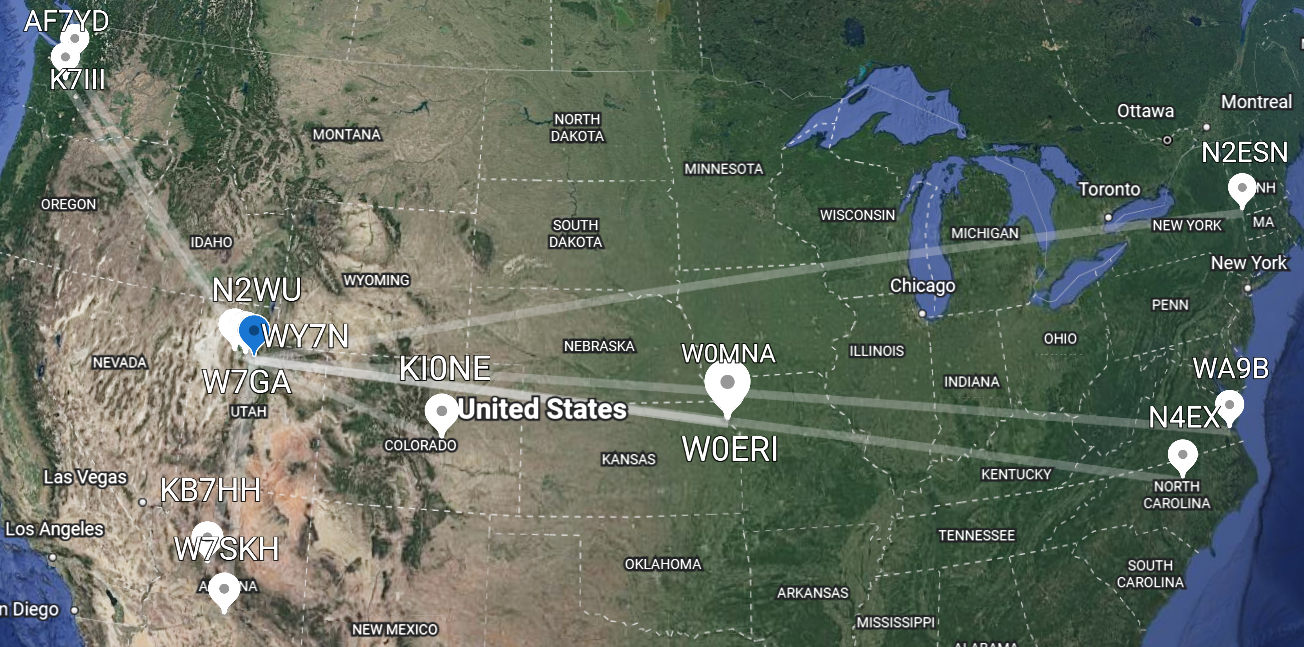 AF7YD
K7III
Ottawa
Montreal
MONTANA
NORTH
DAKOTA
MINNESOTA
N2ESN
NH
Toronto
OREGON
WISCONSIN
MICHIGAN
NEW YORK
MA
SOUTH
DAKOTA
IDAHO
New York
WYOMING
N2WU
Chicago
PENN
WY7N
NEBRASKA
OHIO
W0MNA
ILLINOIS
NEVADA
KI0NE
WA9B
W7GA
INDIANA
UTAH
United States
N4EX
COLORADO
W0ERI
KANSAS
Las Vegas
KENTUCKY
KB7HH
NORTH
CAROLINA
Los Angeles
W7SKH
TENNESSEE
OKLAHOMA
SOUTH
CAROLINA
A NA
ARKANSAS
n Diego
MISSISSIPPI
NEW MEXICO